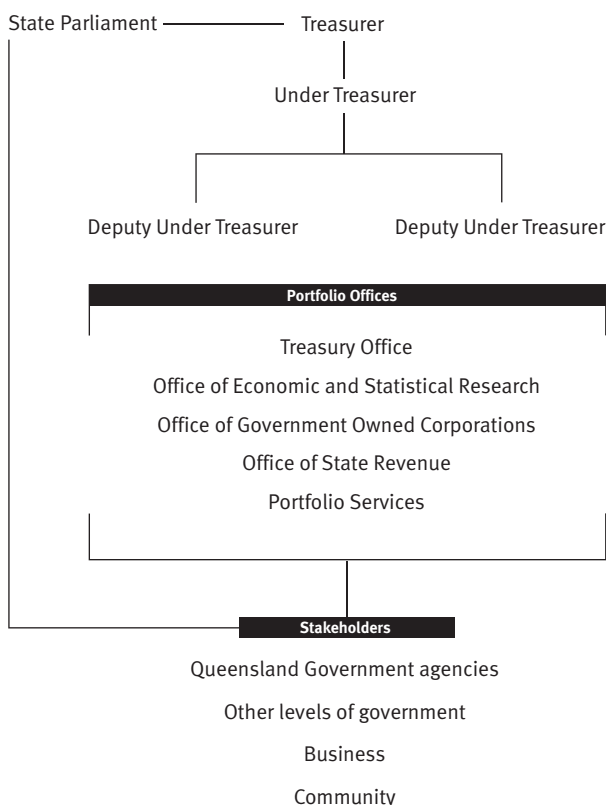 State Parliament Treasurer
Under Treasurer
Deputy Under Treasurer Deputy Under Treasurer
Portfolio Offices
Treasury Office
Office of Economic and Statistical Research
Office of Government Owned Corporations
Office of State Revenue
Portfolio Services
Stakeholders
Queensland Government agencies
Other levels of government
Business
Community